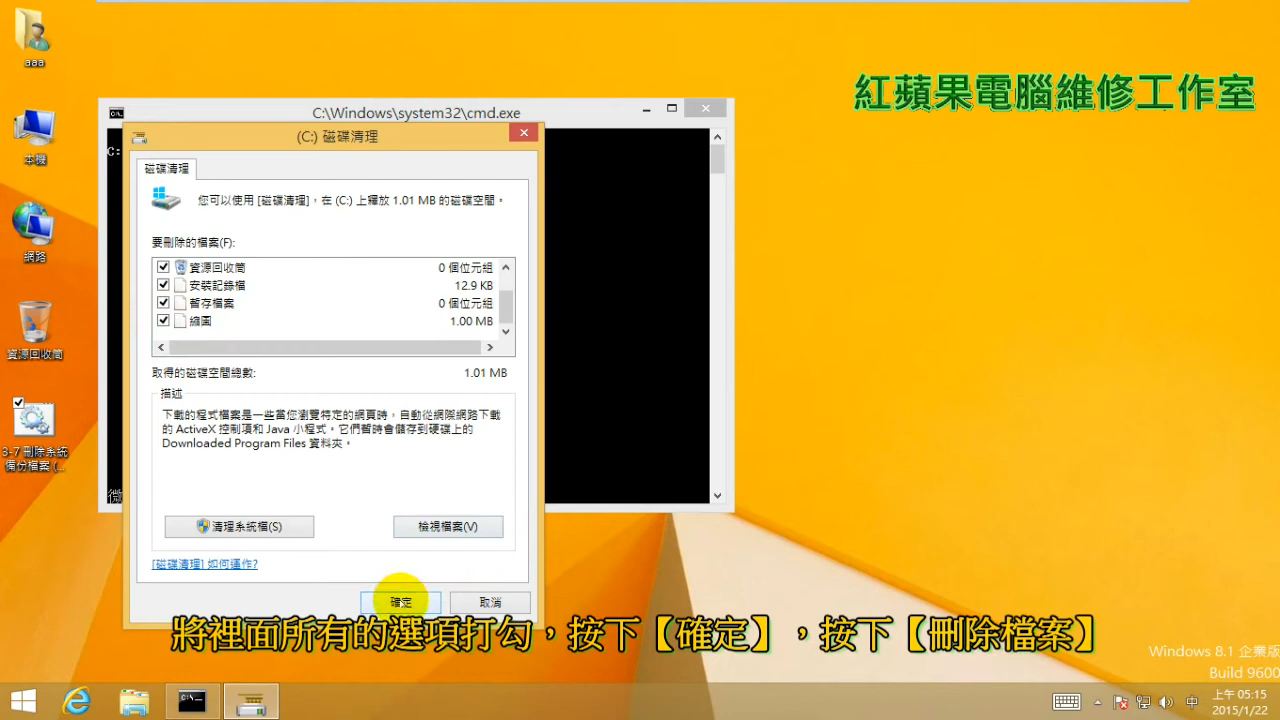 aaa
本機
網路
資源回收筒
3-7 刪除系統
備份檔案 (...
紅蘋果電腦維修工作室
C:\Windows\system32\cmd.exe
C:
微
(C:) 磁碟清理
磁碟清理
您可以使用 [磁碟清理],在 (C:) 上釋放 1.01 MB 的磁碟空間。
要刪除的檔案(F):
資源回收筒 0 個位元組
安裝記錄檔 12.9 KB
暫存檔案 0 個位元組
縮圖 1.00 MB
取得的磁碟空間總數: 1.01 MB
描述
下載的程式檔案是一些當您瀏覽特定的網頁時,自動從網際網路下載
的 ActiveX 控制項和 Java 小程式。它們暫時會儲存到硬碟上的
Downloaded Program Files 資料夾。
清理系統檔(S) 檢視檔案(V)
[磁碟清理] 如何運作?
確定 取消
將裡面所有的選項打勾,按下【確定】,按下【刪除檔案】
Windows 8.1 企業版
Build 9600
中
上午 05:15
2015/1/22